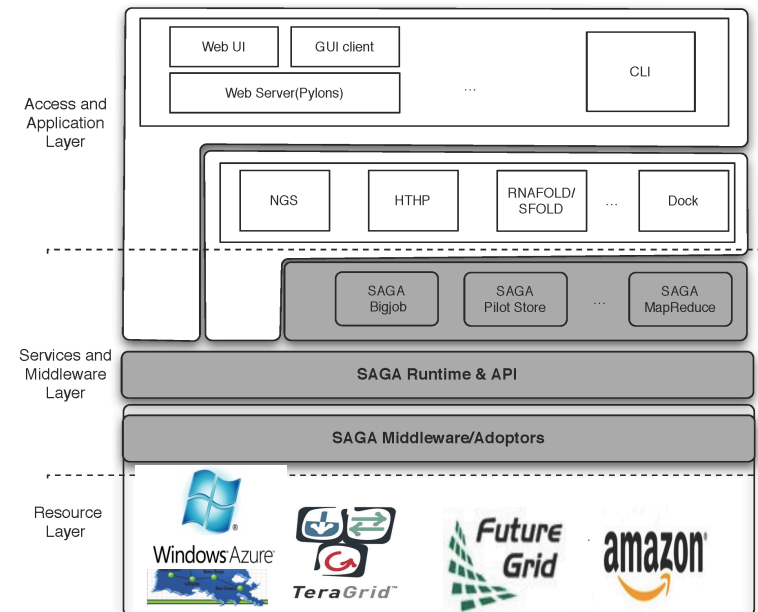 Web UI
GUI client
Web Server(Pylons)
...
CLI
Access and
Application
Layer
NGS
HTHP
RNAFOLD/
SFOLD
...
Dock
SAGA
Bigjob
SAGA
Pilot Store
...
SAGA
MapReduce
Services and
Middleware
Layer
SAGA Runtime & API
SAGA Middleware/Adoptors
Resource
Layer
Windows Azure™
TeraGrid™
Future
Grid
amazon